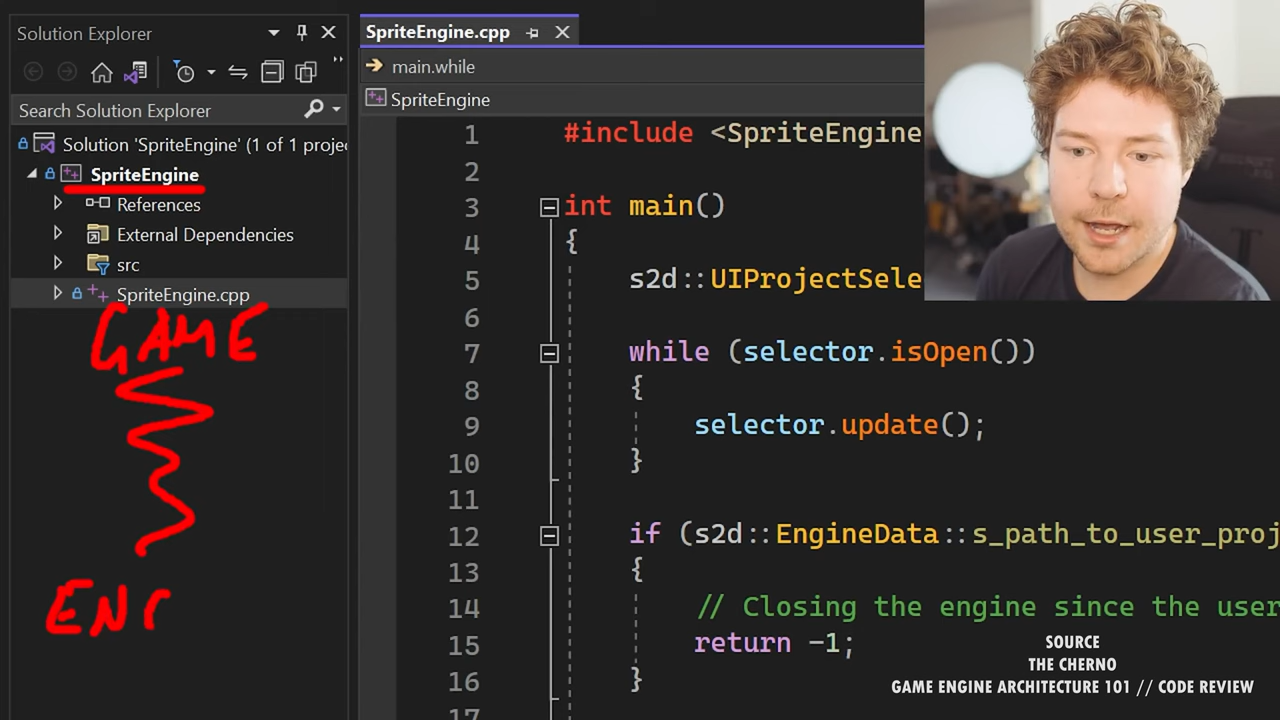 Solution Explorer
Search Solution Explorer
Solution 'SpriteEngine' (1 of 1 proje
SpriteEngine
References
External Dependencies
src
SpriteEngine.cpp
GAME
ENG
SpriteEngine.cpp
main.while
SpriteEngine
1 #include <SpriteEngine
2
3 int main()
4 {
5 s2d::UIProjectSele
6
7 while (selector.isOpen())
8 {
9 selector.update();
10 }
11
12 if (s2d::EngineData::s_path_to_user_proj
13 {
14 // Closing the engine since the user
15 return -1;
16 }
17
SOURCE
THE CHERNO
GAME ENGINE ARCHITECTURE 101 // CODE REVIEW